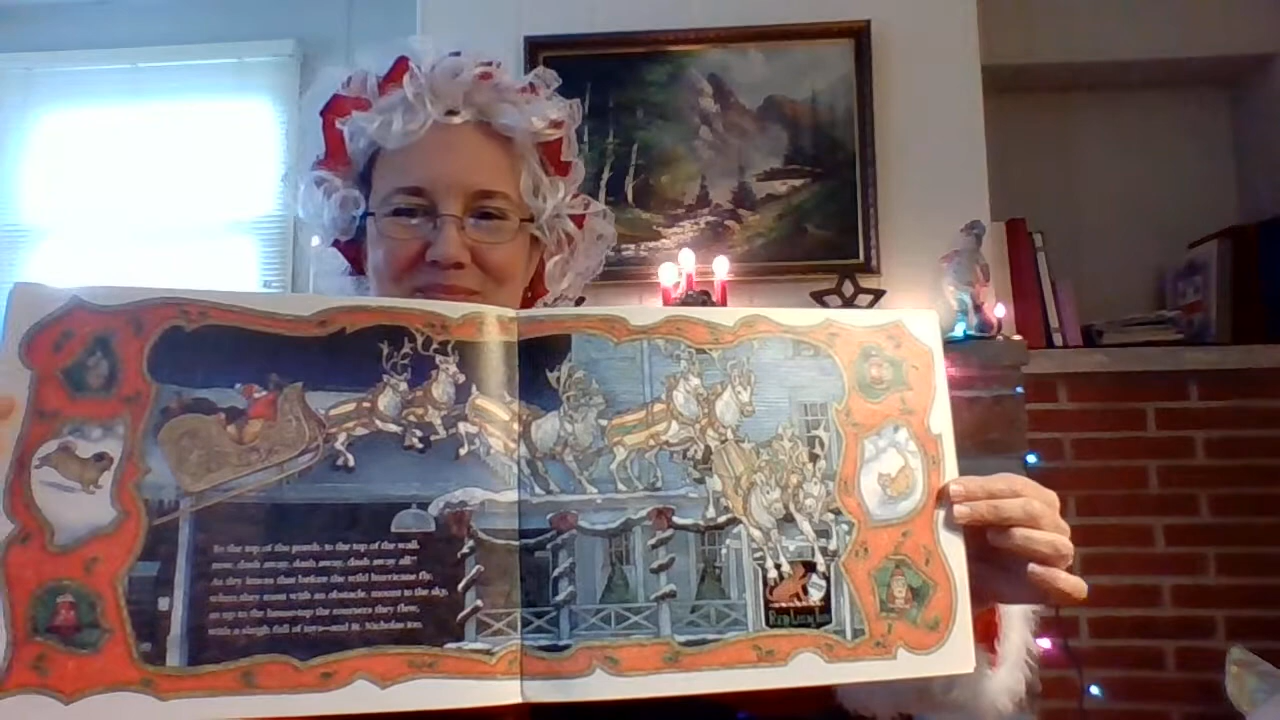 To the top of the porch, to the top of the wall,
now, dash away, dash away, dash away all!"
As dry leaves that before the wild hurricane fly,
when they meet with an obstacle, mount to the sky,
so up to the house-top the coursers they flew,
with a sleigh full of toys—and St. Nicholas too.
RED LION INN